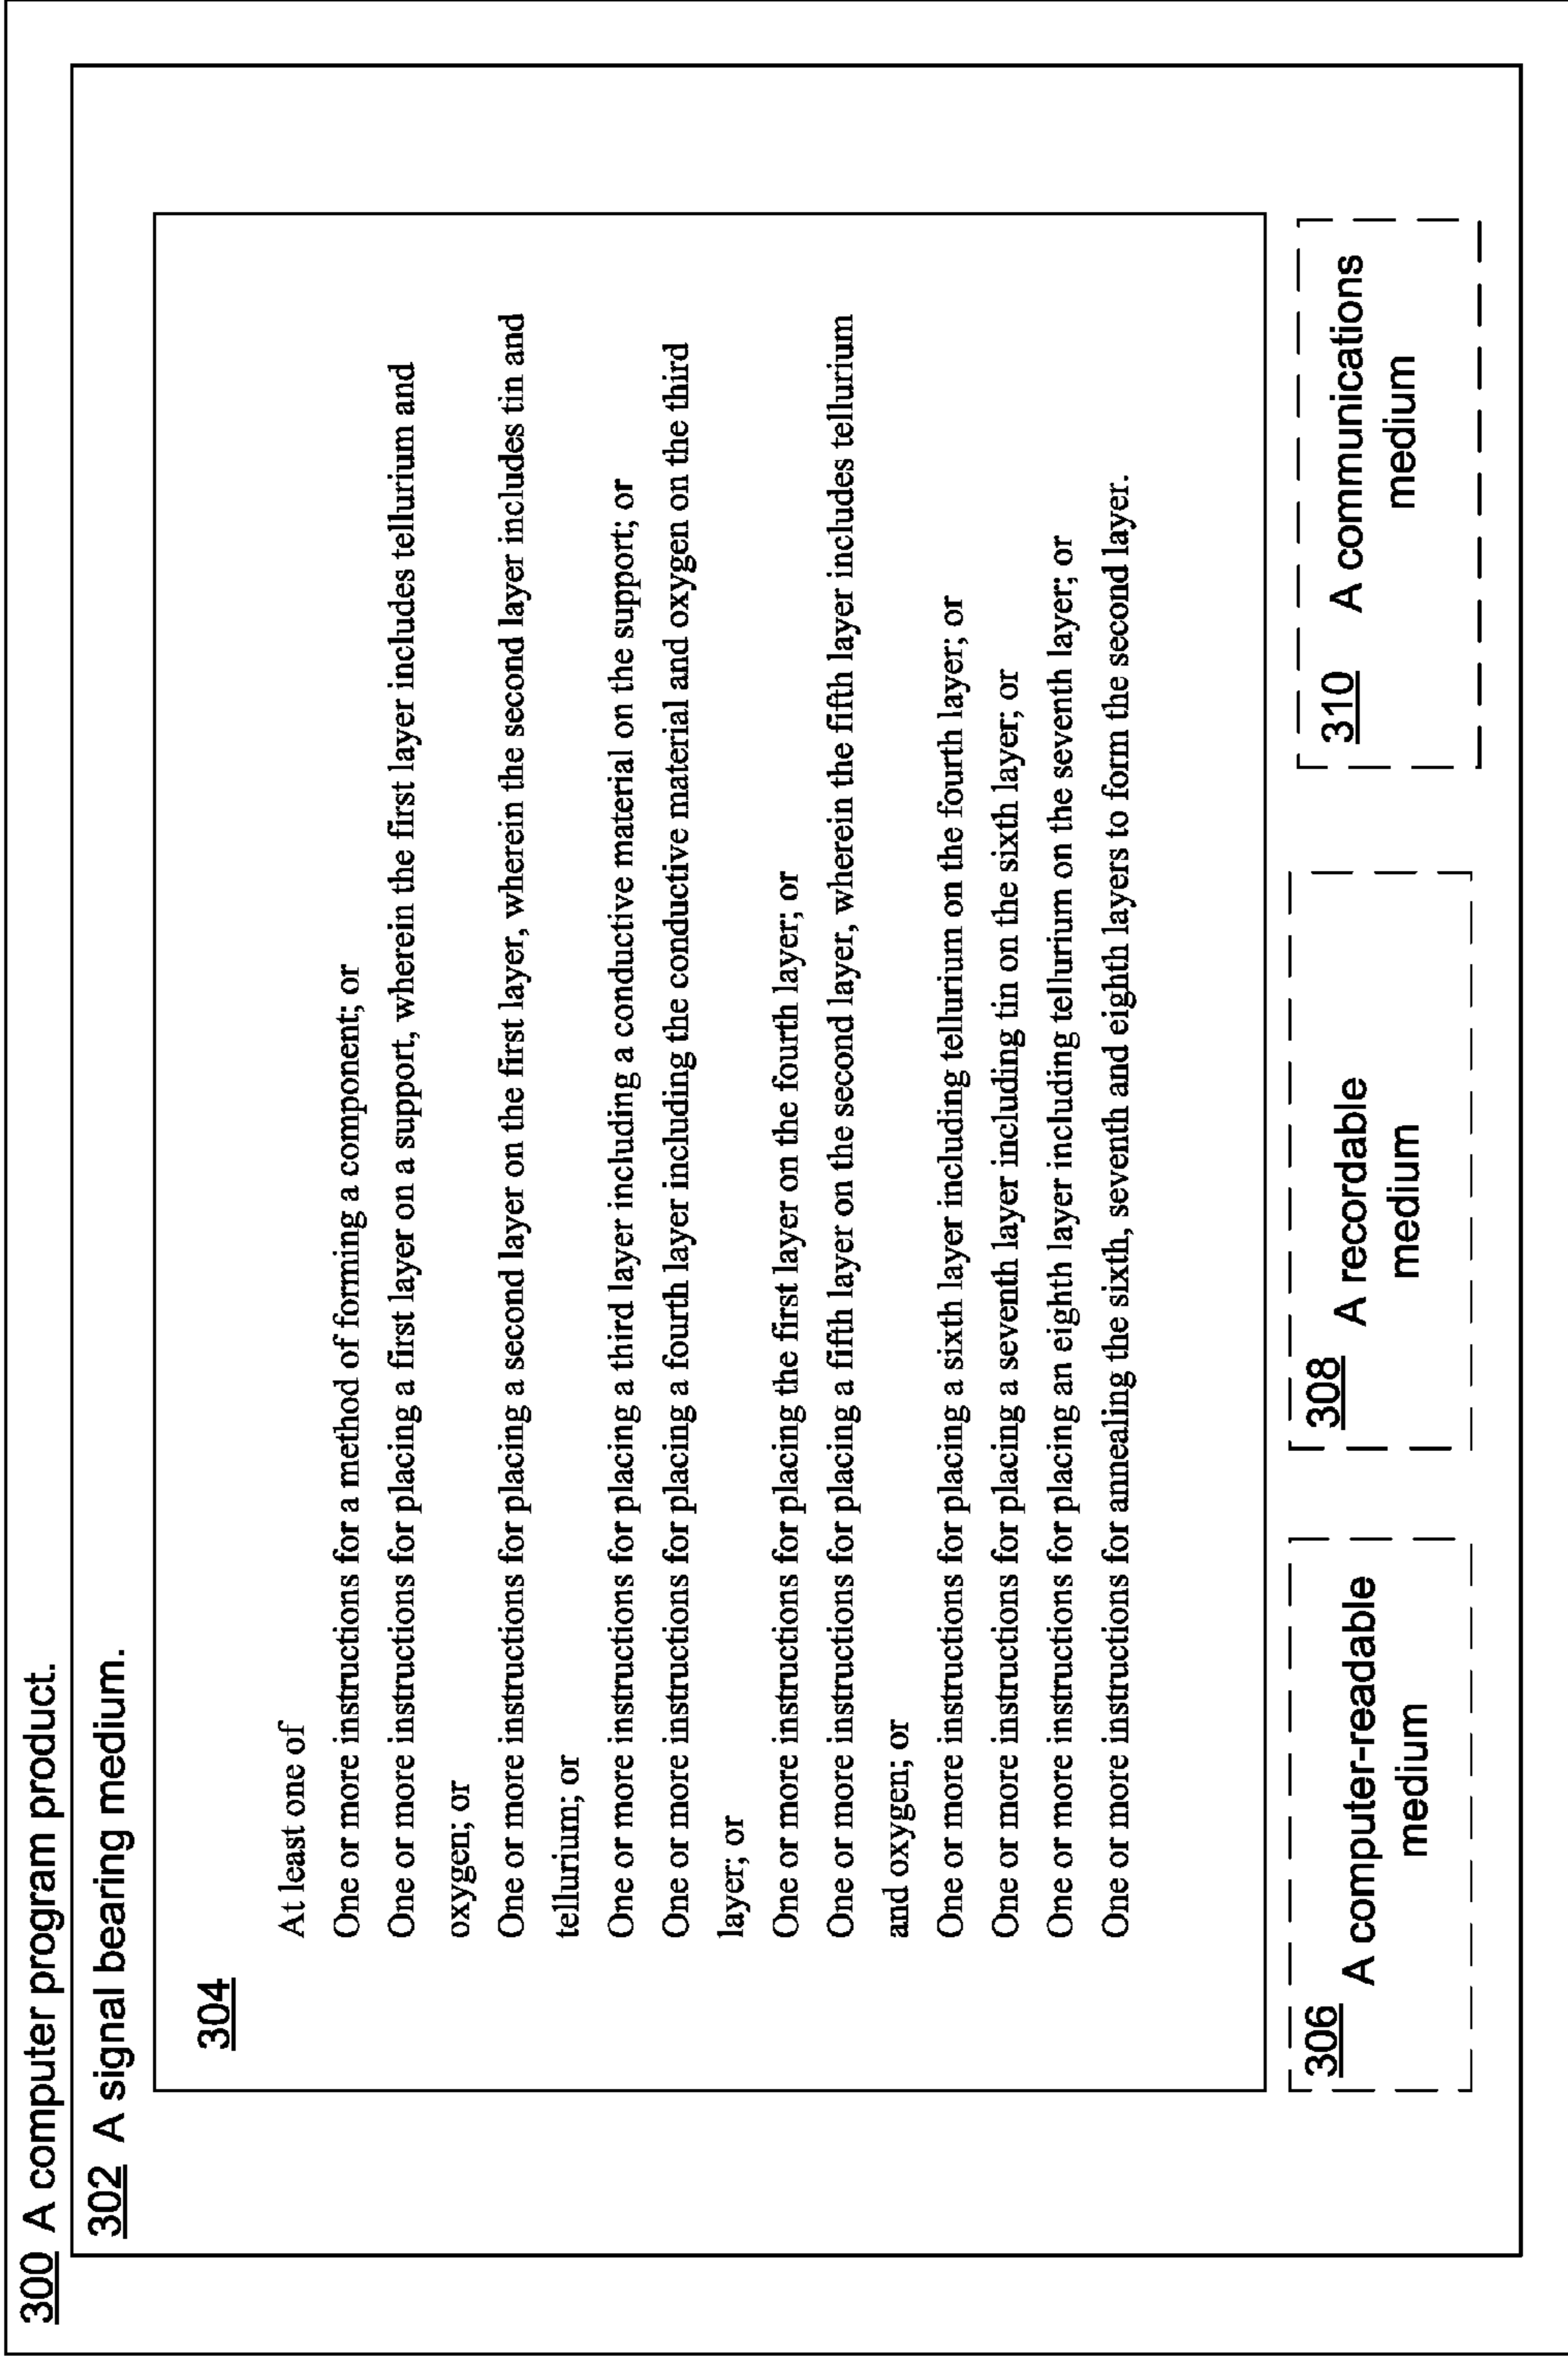 300 A computer program product.
302 A signal bearing medium.
304
At least one of
One or more instructions for a method of forming a component; or
One or more instructions for placing a first layer on a support, wherein the first layer includes tellurium and
oxygen; or
One or more instructions for placing a second layer on the first layer, wherein the second layer includes tin and
tellurium; or
One or more instructions for placing a third layer including a conductive material on the support; or
One or more instructions for placing a fourth layer including the conductive material and oxygen on the third
layer; or
One or more instructions for placing the first layer on the fourth layer; or
One or more instructions for placing a fifth layer on the second layer, wherein the fifth layer includes tellurium
and oxygen; or
One or more instructions for placing a sixth layer including tellurium on the fourth layer; or
One or more instructions for placing a seventh layer including tin on the sixth layer; or
One or more instructions for placing an eighth layer including tellurium on the seventh layer; or
One or more instructions for annealing the sixth, seventh and eighth layers to form the second layer.
306 A computer-readable
medium
308 A recordable
medium
310 A communications
medium